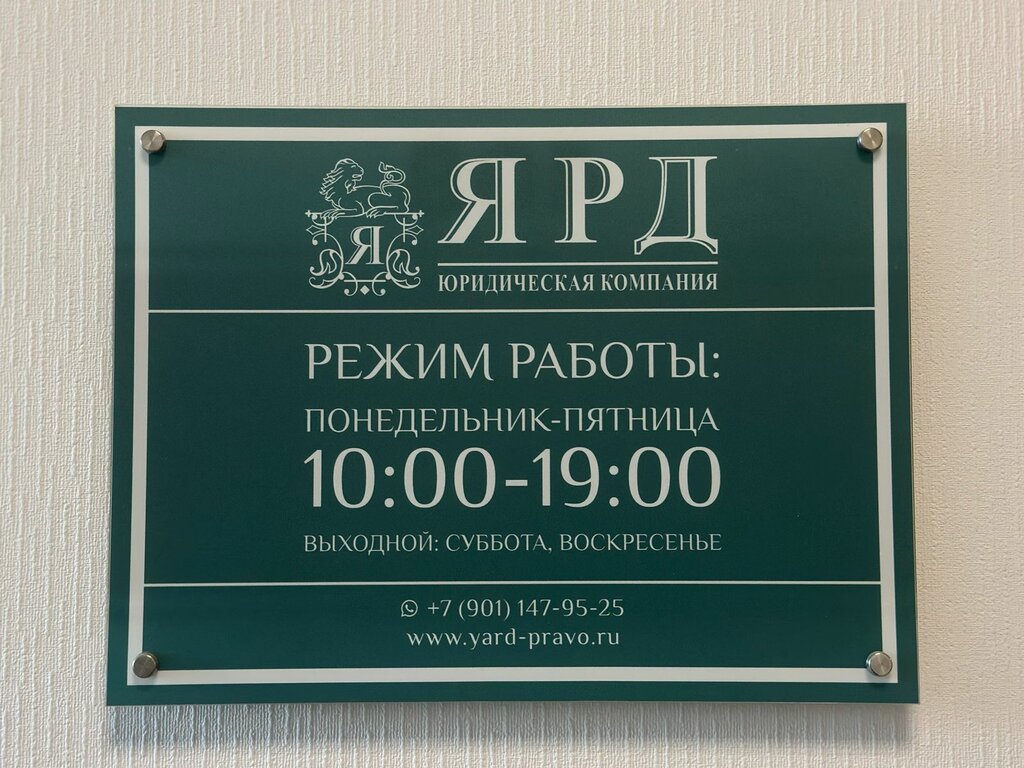 Я
ЯРД
ЮРИДИЧЕСКАЯ КОМПАНИЯ
РЕЖИМ РАБОТЫ:
ПОНЕДЕЛЬНИК-ПЯТНИЦА
10:00-19:00
ВЫХОДНОЙ: СУББОТА, ВОСКРЕСЕНЬЕ
+7 (901) 147-95-25
www.yard-pravo.ru